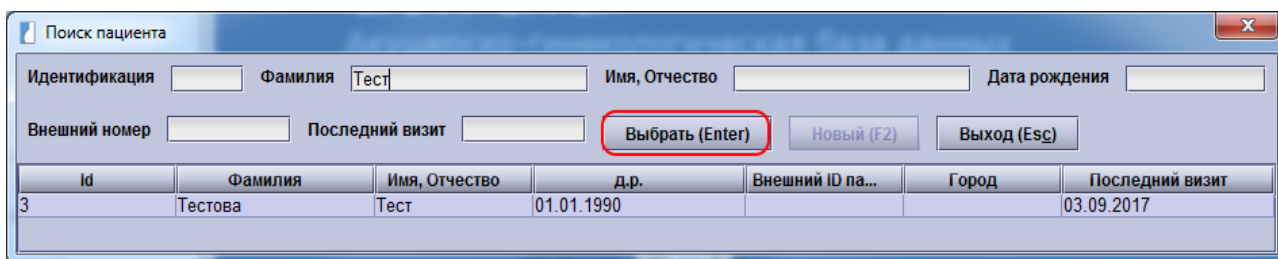 Поиск пациента
Идентификация Фамилия Тест Имя, Отчество Дата рождения
Внешний номер Последний визит Выбрать (Enter) Новый (F2) Выход (Esc)
Id Фамилия Имя, Отчество д.р. Внешний ID па... Город Последний визит
3 Тестова Тест 01.01.1990 03.09.2017